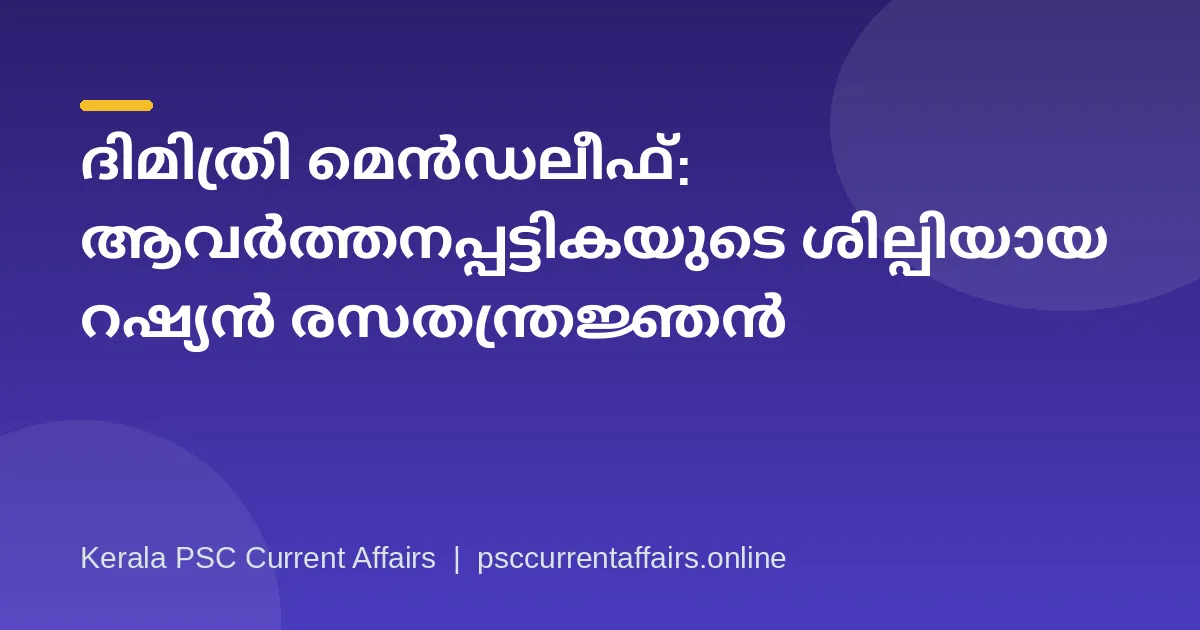 ദിമിത്രി മെൻഡലീഫ്:
ആവർത്തനപ്പട്ടികയുടെ ശില്പിയായ
റഷ്യൻ രസതന്ത്രജ്ഞൻ
Kerala PSC Current Affairs | psccurrentaffairs.online